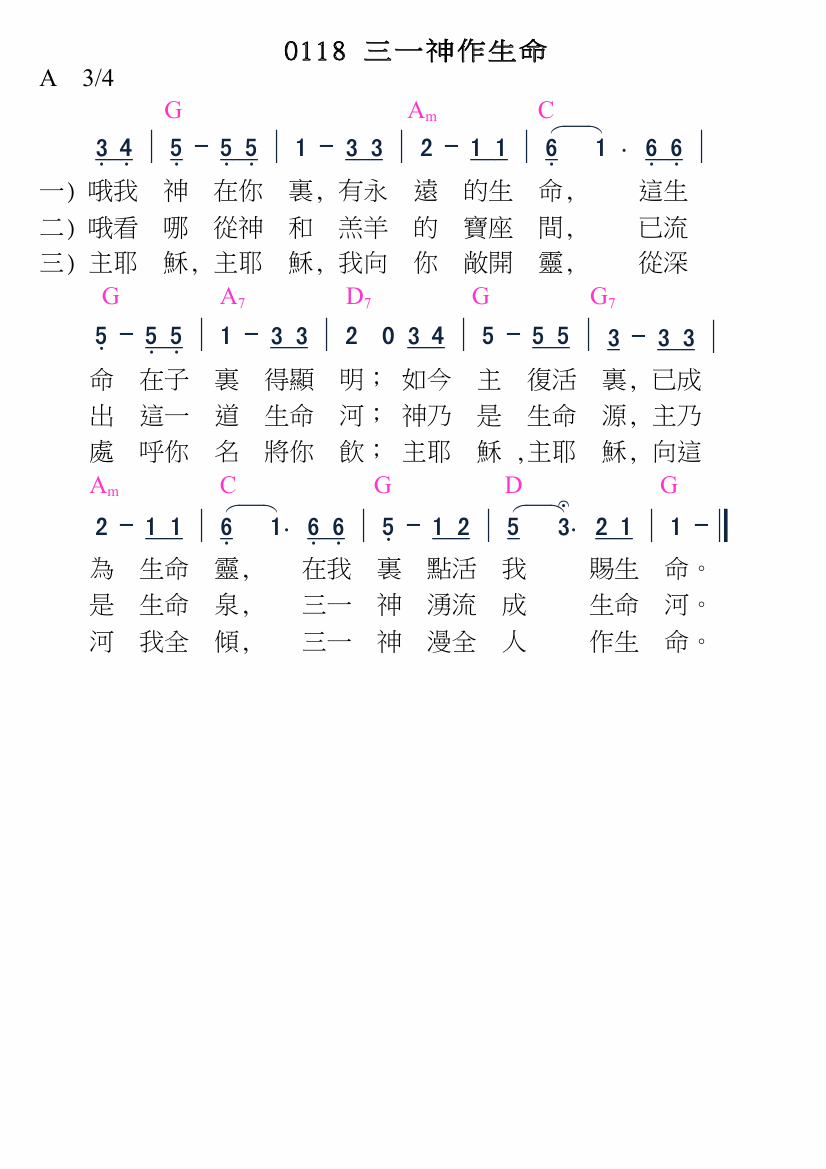 0118 三一神作生命
A 3/4
G Am C
3 4 | 5 - 5 5 | 1 - 3 3 | 2 - 1 1 | 6 1 . 6 6 |
一) 哦我 神 在你 裏, 有永 遠 的生 命, 這生
二) 哦看 哪 從神 和 羔羊 的 寶座 間, 已流
三) 主耶 穌, 主耶 穌, 我向 你 敞開 靈, 從深
G A7 D7 G G7
5 - 5 5 | 1 - 3 3 | 2 0 3 4 | 5 - 5 5 | 3 - 3 3 |
命 在子 裏 得顯 明; 如今 主 復活 裏, 已成
出 這一 道 生命 河; 神乃 是 生命 源, 主乃
處 呼你 名 將你 飲; 主耶 穌 ,主耶 穌, 向這
Am C G D G
2 - 1 1 | 6 1. 6 6 | 5 - 1 2 | 5 3. 2 1 | 1 - ‖
為 生命 靈, 在我 裏 點活 我 賜生 命。
是 生命 泉, 三一 神 湧流 成 生命 河。
河 我全 傾, 三一 神 漫全 人 作生 命。